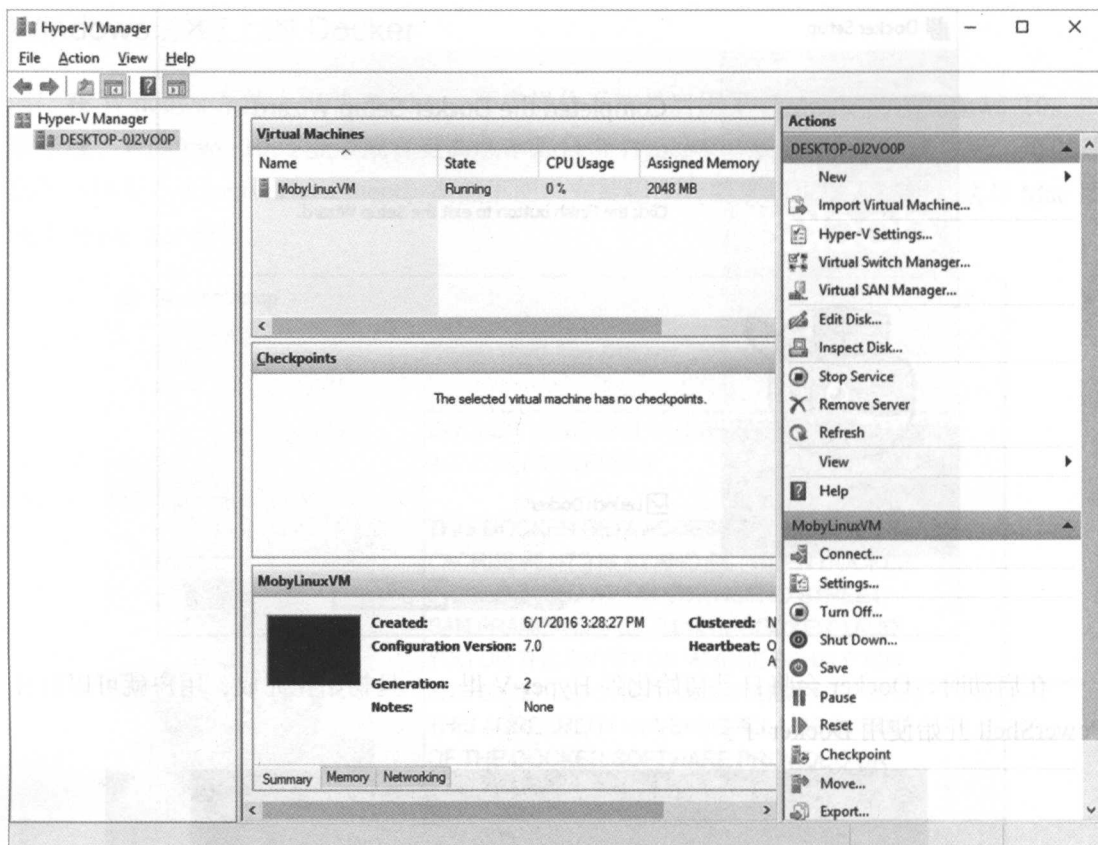 Hyper-V Manager
File Action View Help
Hyper-V Manager
DESKTOP-0J2VO0P
Virtual Machines
Name State CPU Usage Assigned Memory
MobyLinuxVM Running 0 % 2048 MB
Checkpoints
The selected virtual machine has no checkpoints.
MobyLinuxVM
Created: 6/1/2016 3:28:27 PM Clustered: N
Configuration Version: 7.0 Heartbeat: O
A
Generation: 2
Notes: None
Summary Memory Networking
Actions
DESKTOP-0J2VO0P
New
Import Virtual Machine...
Hyper-V Settings...
Virtual Switch Manager...
Virtual SAN Manager...
Edit Disk...
Inspect Disk...
Stop Service
Remove Server
Refresh
View
Help
MobyLinuxVM
Connect...
Settings...
Turn Off...
Shut Down...
Save
Pause
Reset
Checkpoint
Move...
Export...